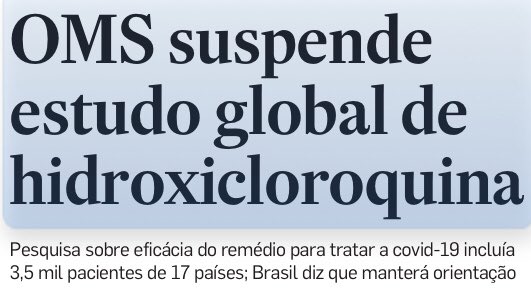 OMS suspende
estudo global de
hidroxicloroquina
Pesquisa sobre eficácia do remédio para tratar a covid-19 incluía
3,5 mil pacientes de 17 países; Brasil diz que manterá orientação